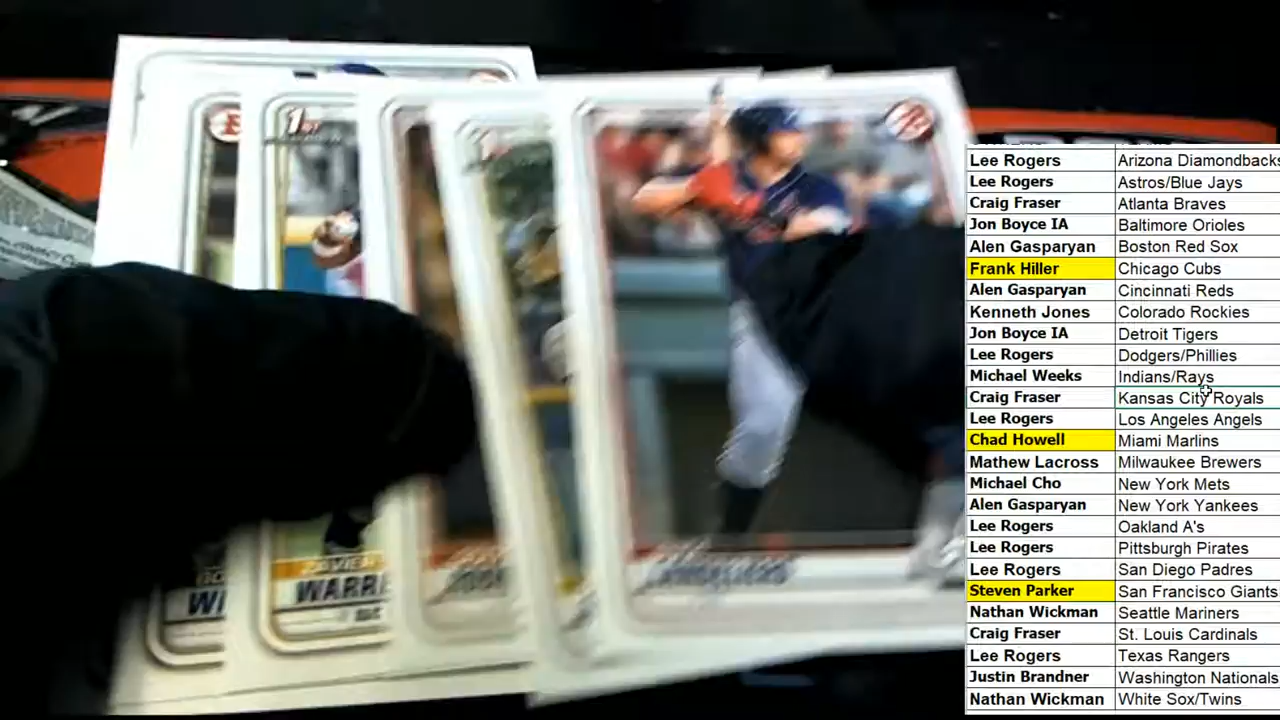 1ST
WI
WARRE
Lee Rogers Arizona Diamondbacks
Lee Rogers Astros/Blue Jays
Craig Fraser Atlanta Braves
Jon Boyce IA Baltimore Orioles
Alen Gasparyan Boston Red Sox
Frank Hiller Chicago Cubs
Alen Gasparyan Cincinnati Reds
Kenneth Jones Colorado Rockies
Jon Boyce IA Detroit Tigers
Lee Rogers Dodgers/Phillies
Michael Weeks Indians/Rays
Craig Fraser Kansas City Royals
Lee Rogers Los Angeles Angels
Chad Howell Miami Marlins
Mathew Lacross Milwaukee Brewers
Michael Cho New York Mets
Alen Gasparyan New York Yankees
Lee Rogers Oakland A's
Lee Rogers Pittsburgh Pirates
Lee Rogers San Diego Padres
Steven Parker San Francisco Giants
Nathan Wickman Seattle Mariners
Craig Fraser St. Louis Cardinals
Lee Rogers Texas Rangers
Justin Brandner Washington Nationals
Nathan Wickman White Sox/Twins